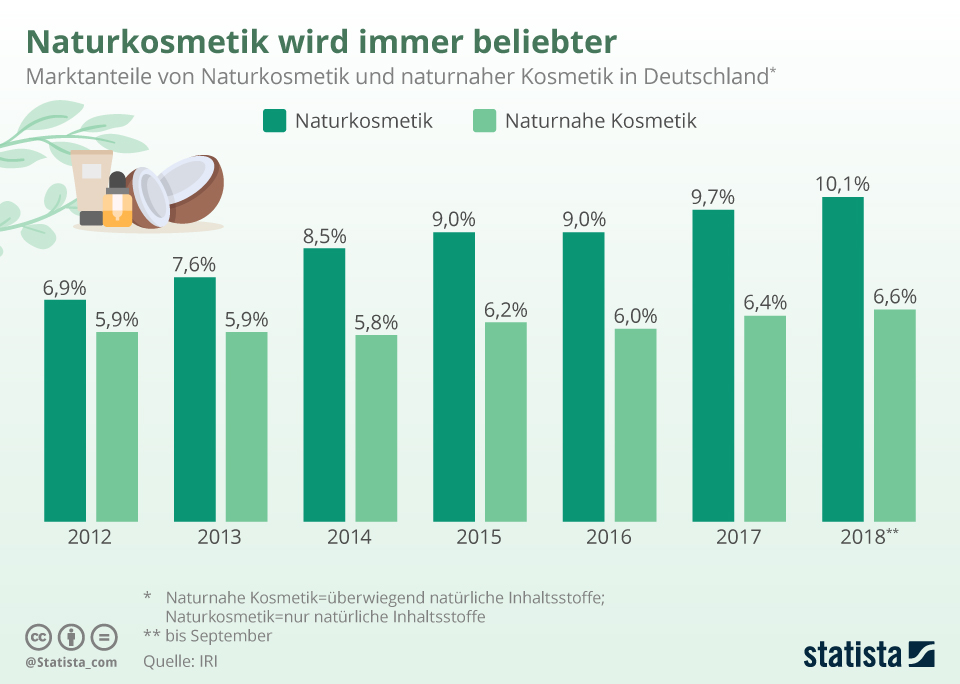 Naturkosmetik wird immer beliebter
Marktanteile von Naturkosmetik und naturnaher Kosmetik in Deutschland*
Naturkosmetik Naturnahe Kosmetik
6,9% 5,9% 7,6% 5,9% 8,5% 5,8% 9,0% 6,2% 9,0% 6,0% 9,7% 6,4% 10,1% 6,6%
2012 2013 2014 2015 2016 2017 2018**
* Naturnahe Kosmetik=überwiegend natürliche Inhaltsstoffe;
Naturkosmetik=nur natürliche Inhaltsstoffe
** bis September
Quelle: IRI
cc
@Statista_com
statista